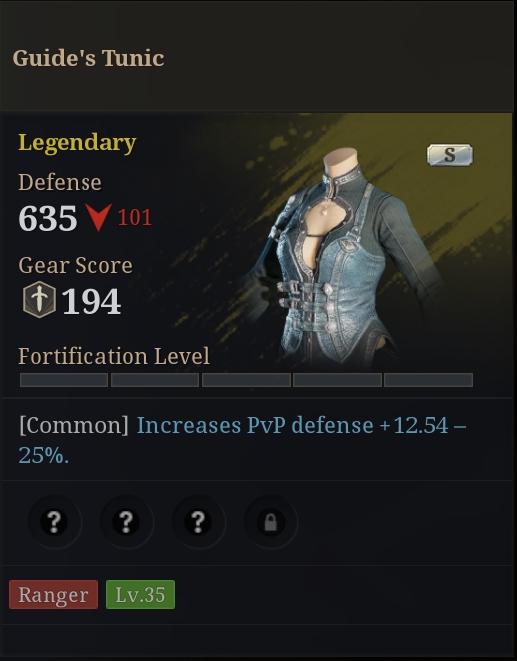 Guide's Tunic
Legendary
S
Defense
635 101
Gear Score
194
Fortification Level
[Common] Increases PvP defense +12.54 –
25%.
? ? ?
Ranger Lv.35